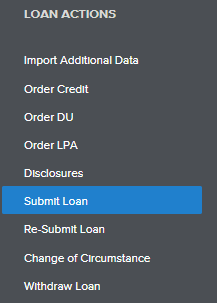 LOAN ACTIONS
Import Additional Data
Order Credit
Order DU
Order LPA
Disclosures
Submit Loan
Re-Submit Loan
Change of Circumstance
Withdraw Loan